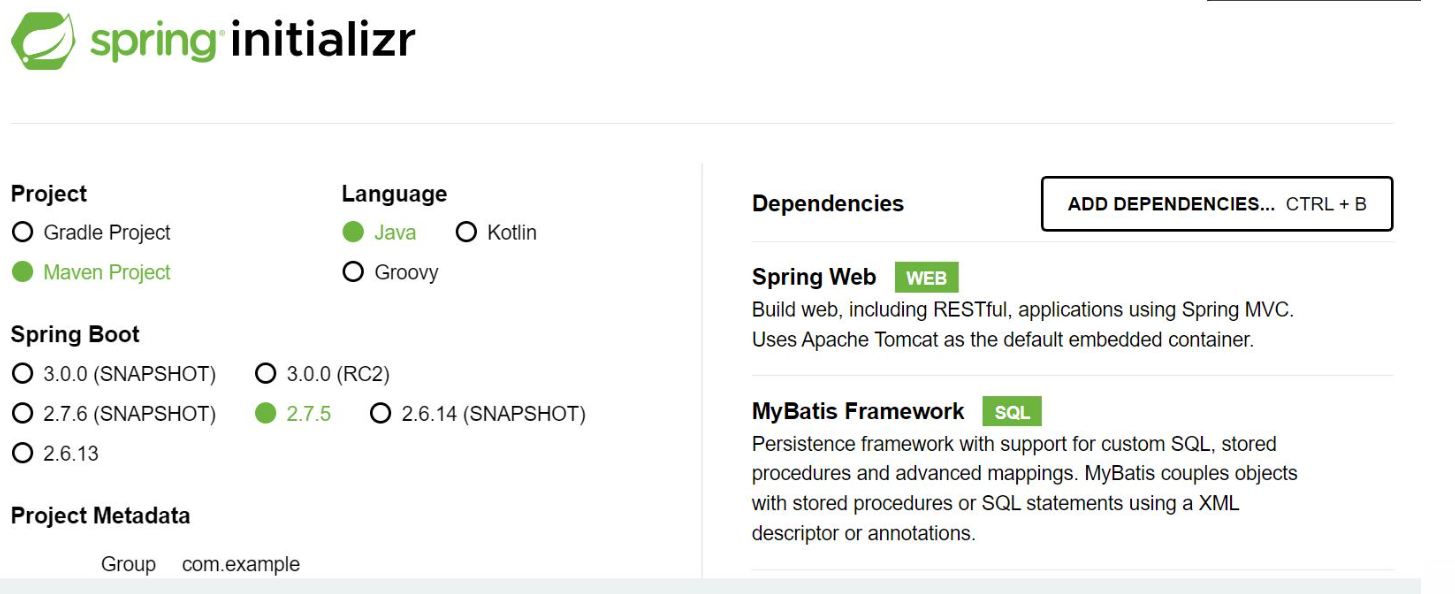 spring initializr
Project
Gradle Project
Maven Project
Language
Java Kotlin
Groovy
Spring Boot
3.0.0 (SNAPSHOT) 3.0.0 (RC2)
2.7.6 (SNAPSHOT) 2.7.5 2.6.14 (SNAPSHOT)
2.6.13
Project Metadata
Group com.example
Dependencies
ADD DEPENDENCIES... CTRL + B
Spring Web WEB
Build web, including RESTful, applications using Spring MVC.
Uses Apache Tomcat as the default embedded container.
MyBatis Framework SQL
Persistence framework with support for custom SQL, stored
procedures and advanced mappings. MyBatis couples objects
with stored procedures or SQL statements using a XML
descriptor or annotations.